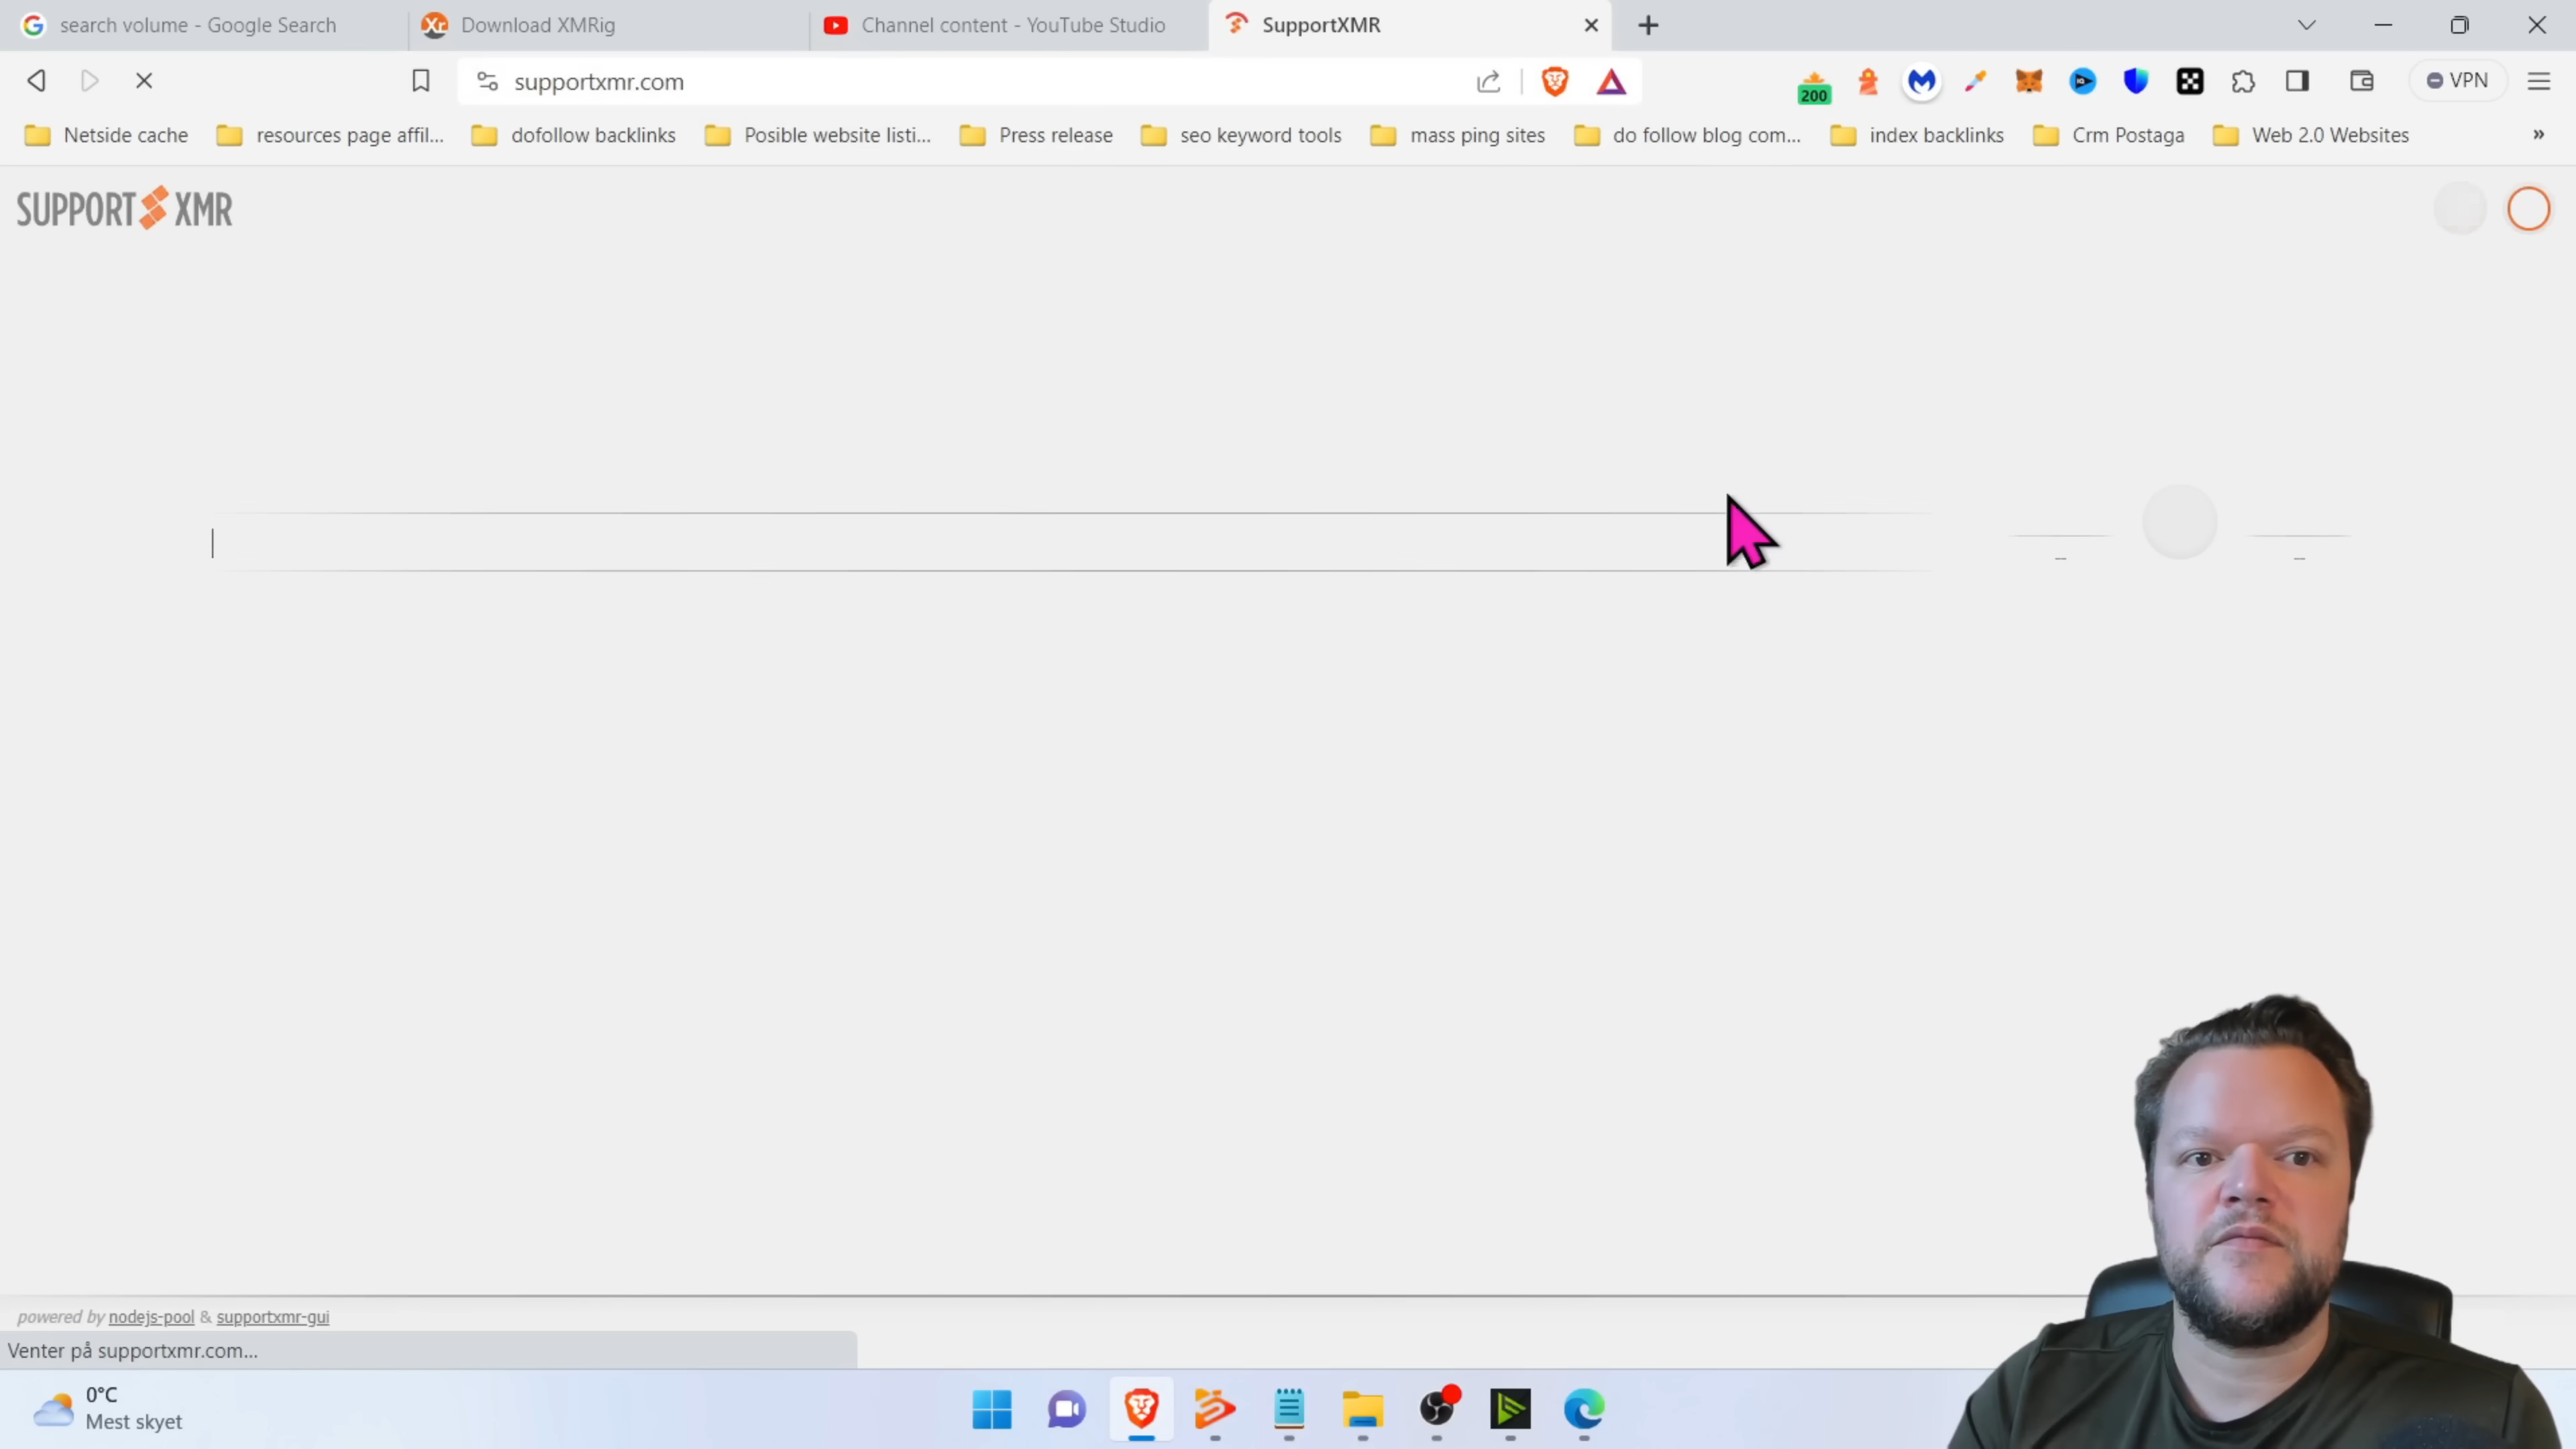 search volume - Google Search
Download XMRig
Channel content - YouTube Studio
SupportXMR
supportxmr.com
200
VPN
Netside cache
resources page affil...
dofollow backlinks
Posible website listi...
Press release
seo keyword tools
mass ping sites
do follow blog com...
index backlinks
Crm Postaga
Web 2.0 Websites
»
SUPPORT XMR
--
--
powered by nodejs-pool & supportxmr-gui
Venter på supportxmr.com...
0°C
Mest skyet